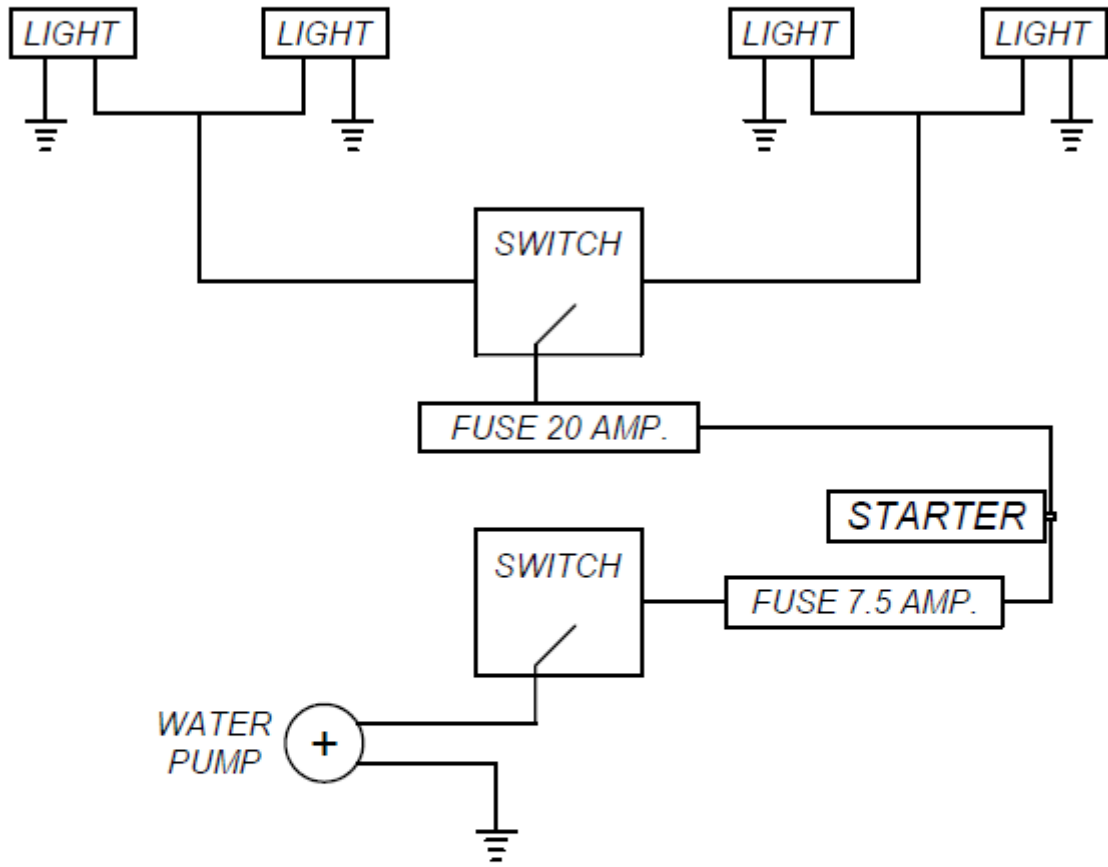 LIGHT
LIGHT
LIGHT
LIGHT
SWITCH
FUSE 20 AMP.
STARTER
SWITCH
FUSE 7.5 AMP.
WATER
PUMP
+